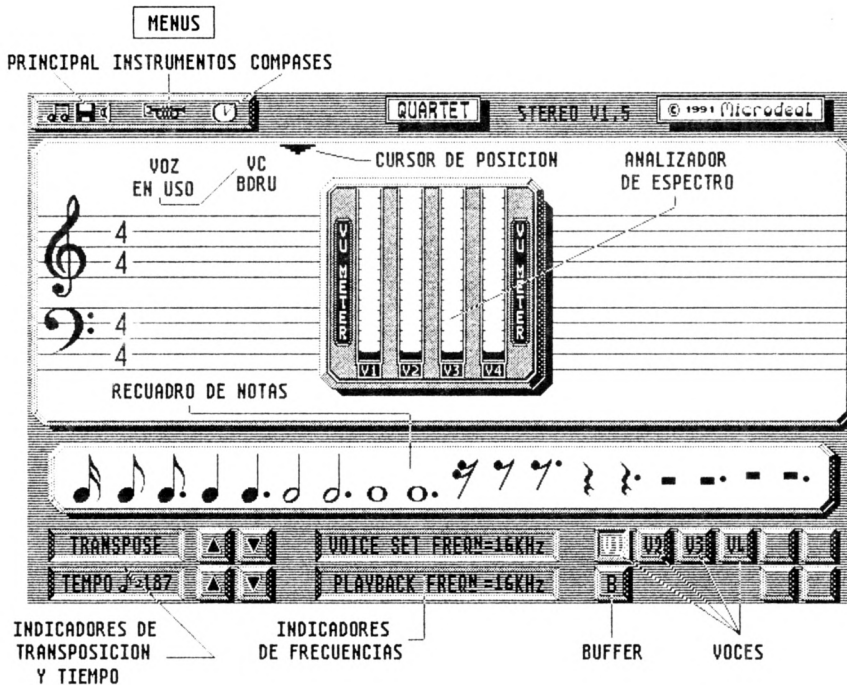 MENUS
PRINCIPAL INSTRUMENTOS COMPASES
QUARTET
STEREO V1.5
© 1991 Microdeal
VOZ
EN USO
VC
BDRU
CURSOR DE POSICION
ANALIZADOR
DE ESPECTRO
4
4
4
4
VU METER
VU METER
V1 V2 V3 V4
RECUADRO DE NOTAS
TRANSPOSE
VOICE SET FREQN=16KHz
V1 V2 V3 V4
TEMPO =187
PLAYBACK FREQN =16KHz
B
INDICADORES DE
TRANSPOSICION
Y TIEMPO
INDICADORES
DE FRECUENCIAS
BUFFER
VOCES